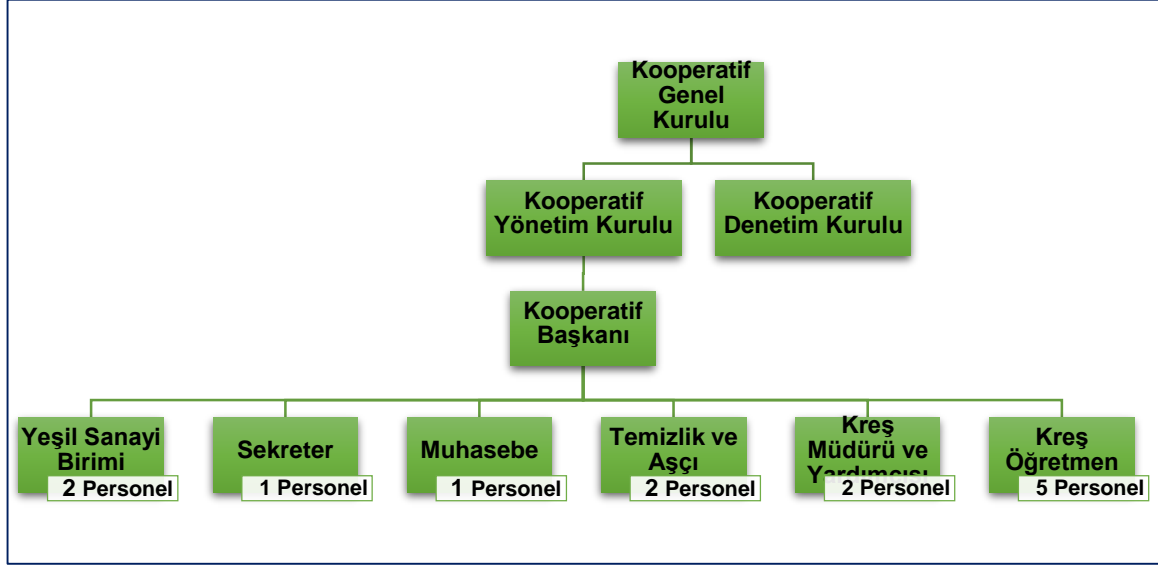 Kooperatif
Genel
Kurulu
Kooperatif
Yönetim Kurulu
Kooperatif
Denetim Kurulu
Kooperatif
Başkanı
Yeşil Sanayi
Birimi
2 Personel
Sekreter
1 Personel
Muhasebe
1 Personel
Temizlik ve
Aşçı
2 Personel
Kreş
Müdürü ve
Yardımcısı
2 Personel
Kreş
Öğretmen
5 Personel